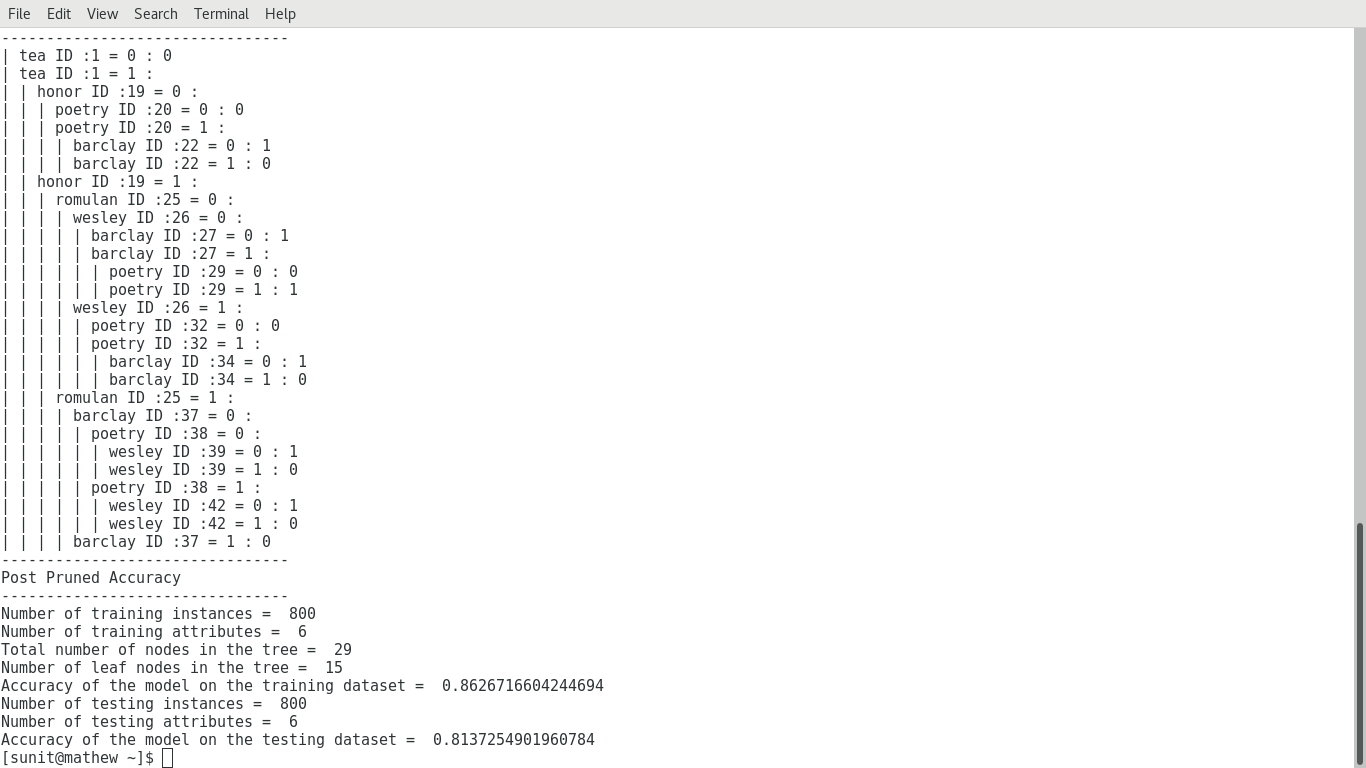 File Edit View Search Terminal Help
--------------------------------
| tea ID :1 = 0 : 0
| tea ID :1 = 1 :
| | honor ID :19 = 0 :
| | | poetry ID :20 = 0 : 0
| | | poetry ID :20 = 1 :
| | | | barclay ID :22 = 0 : 1
| | | | barclay ID :22 = 1 : 0
| | honor ID :19 = 1 :
| | | romulan ID :25 = 0 :
| | | | wesley ID :26 = 0 :
| | | | | barclay ID :27 = 0 : 1
| | | | | barclay ID :27 = 1 :
| | | | | | poetry ID :29 = 0 : 0
| | | | | | poetry ID :29 = 1 : 1
| | | | wesley ID :26 = 1 :
| | | | | poetry ID :32 = 0 : 0
| | | | | poetry ID :32 = 1 :
| | | | | | barclay ID :34 = 0 : 1
| | | | | | barclay ID :34 = 1 : 0
| | | romulan ID :25 = 1 :
| | | | barclay ID :37 = 0 :
| | | | | poetry ID :38 = 0 :
| | | | | | wesley ID :39 = 0 : 1
| | | | | | wesley ID :39 = 1 : 0
| | | | | poetry ID :38 = 1 :
| | | | | | wesley ID :42 = 0 : 1
| | | | | | wesley ID :42 = 1 : 0
| | | | barclay ID :37 = 1 : 0
--------------------------------
Post Pruned Accuracy
--------------------------------
Number of training instances =  800
Number of training attributes =  6
Total number of nodes in the tree =  29
Number of leaf nodes in the tree =  15
Accuracy of the model on the training dataset =  0.8626716604244694
Number of testing instances =  800
Number of testing attributes =  6
Accuracy of the model on the testing dataset =  0.8137254901960784
[sunit@mathew ~]$